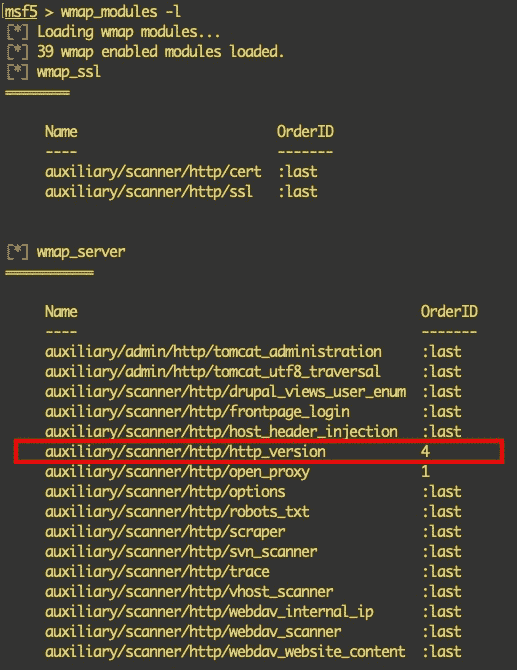 msf5 > wmap_modules -l
[*] Loading wmap modules...
[*] 39 wmap enabled modules loaded.
[*] wmap_ssl
========
Name OrderID
---- -------
auxiliary/scanner/http/cert :last
auxiliary/scanner/http/ssl :last
[*] wmap_server
===========
Name OrderID
---- -------
auxiliary/admin/http/tomcat_administration :last
auxiliary/admin/http/tomcat_utf8_traversal :last
auxiliary/scanner/http/drupal_views_user_enum :last
auxiliary/scanner/http/frontpage_login :last
auxiliary/scanner/http/host_header_injection :last
auxiliary/scanner/http/http_version 4
auxiliary/scanner/http/open_proxy 1
auxiliary/scanner/http/options :last
auxiliary/scanner/http/robots_txt :last
auxiliary/scanner/http/scraper :last
auxiliary/scanner/http/svn_scanner :last
auxiliary/scanner/http/trace :last
auxiliary/scanner/http/vhost_scanner :last
auxiliary/scanner/http/webdav_internal_ip :last
auxiliary/scanner/http/webdav_scanner :last
auxiliary/scanner/http/webdav_website_content :last